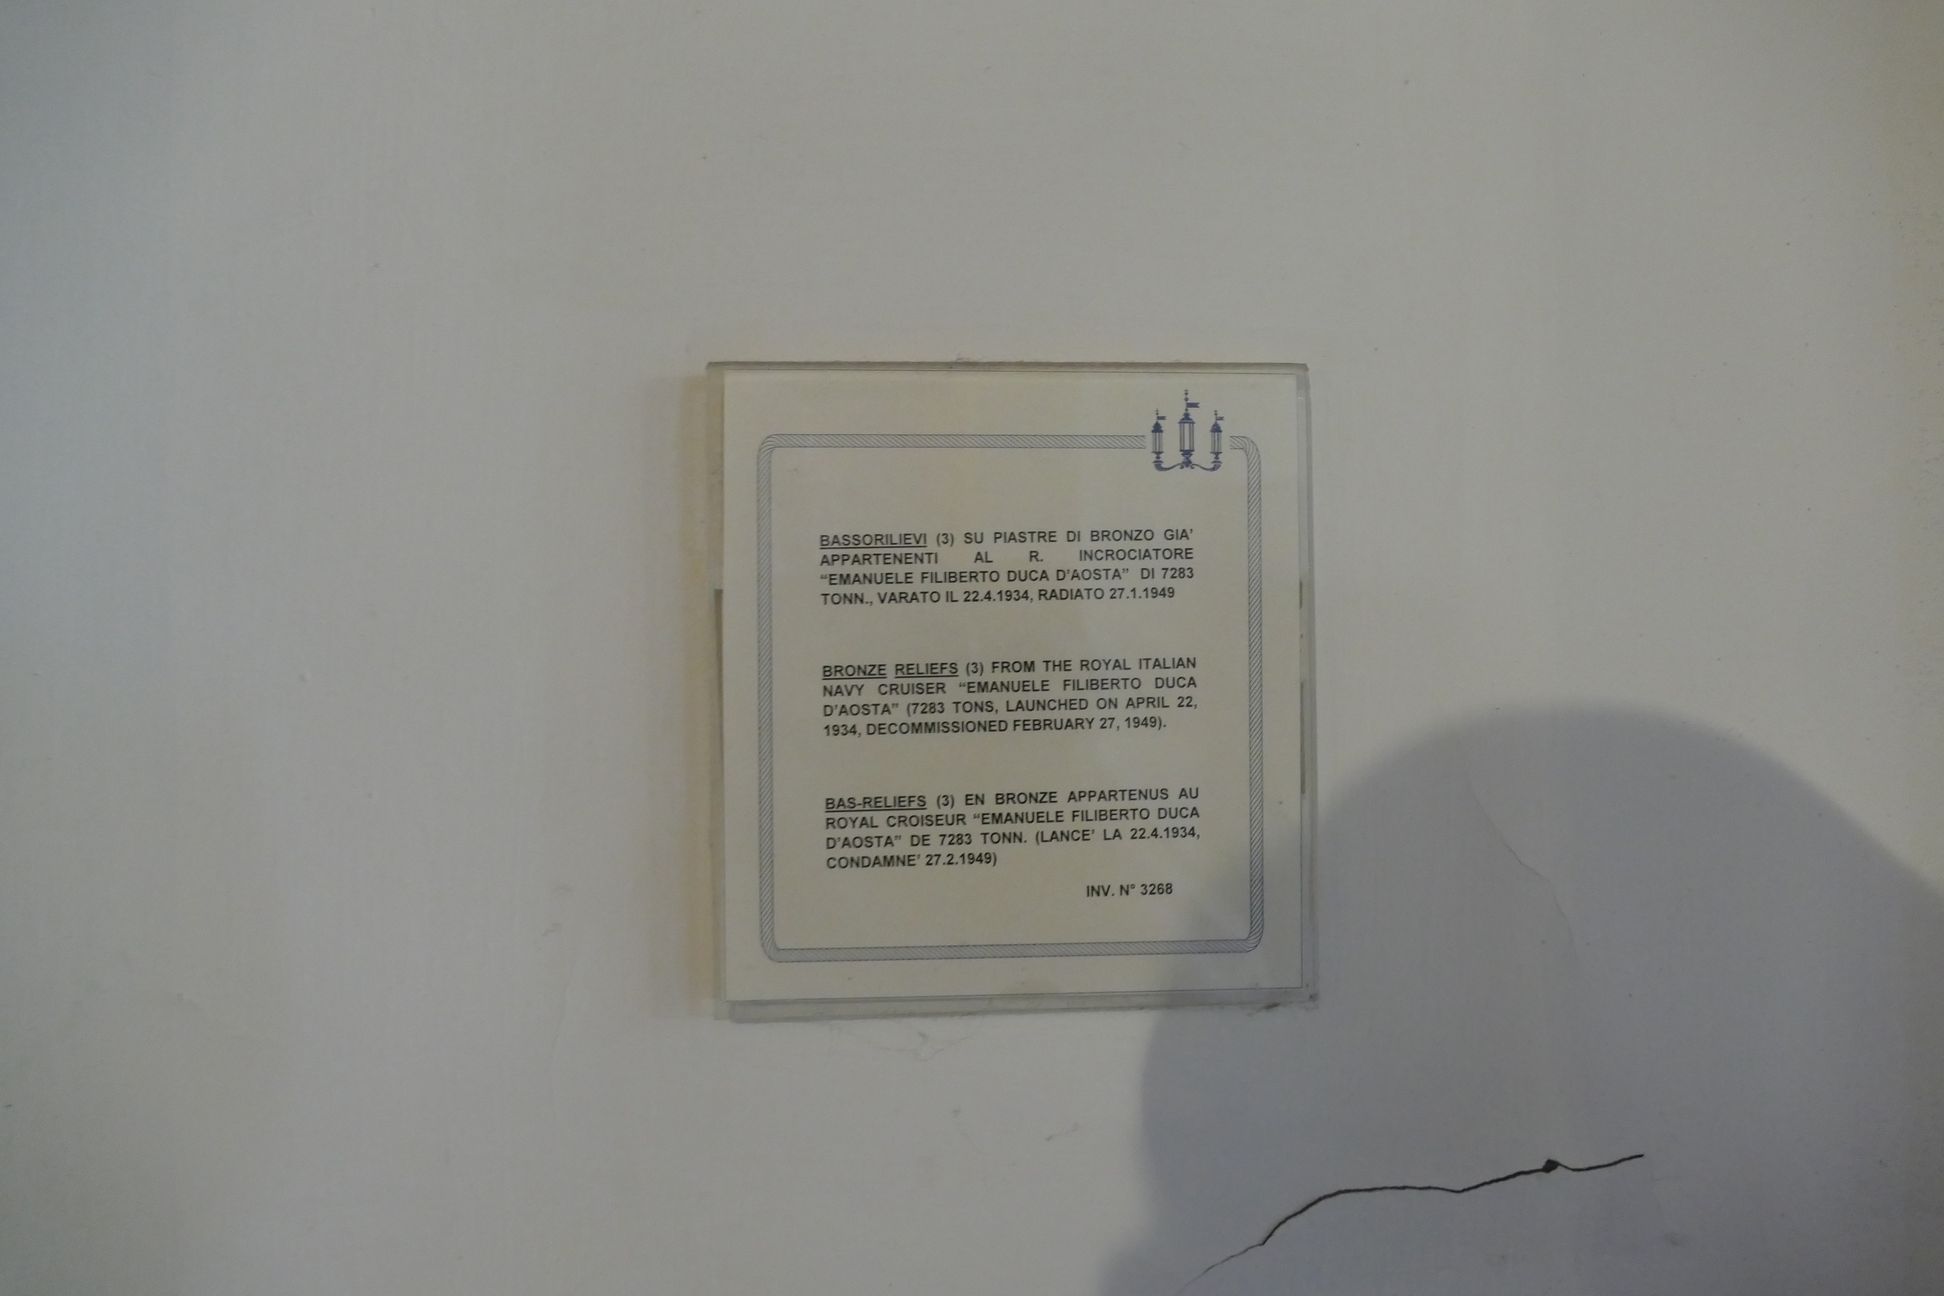 BASSORILIEVI (3) SU PIASTRE DI BRONZO GIA'
APPARTENENTI AL R. INCROCIATORE
“EMANUELE FILIBERTO DUCA D'AOSTA” DI 7283
TONN., VARATO IL 22.4.1934, RADIATO 27.1.1949
BRONZE RELIEFS (3) FROM THE ROYAL ITALIAN
NAVY CRUISER “EMANUELE FILIBERTO DUCA
D'AOSTA” (7283 TONS, LAUNCHED ON APRIL 22,
1934, DECOMMISSIONED FEBRUARY 27, 1949).
BAS-RELIEFS (3) EN BRONZE APPARTENUS AU
ROYAL CROISEUR “EMANUELE FILIBERTO DUCA
D'AOSTA” DE 7283 TONN. (LANCE' LA 22.4.1934,
CONDAMNE' 27.2.1949)
INV. N° 3268